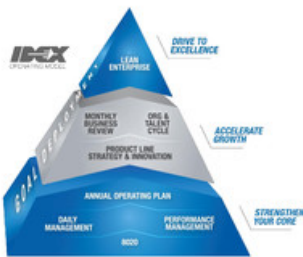 IDEX
OPERATING MODEL
GOAL DEPLOYMENT
LEAN
ENTERPRISE
DRIVE TO
EXCELLENCE
MONTHLY
BUSINESS
REVIEW
ORG &
TALENT
CYCLE
PRODUCT LINE
STRATEGY & INNOVATION
ACCELERATE
GROWTH
ANNUAL OPERATING PLAN
DAILY
MANAGEMENT
PERFORMANCE
MANAGEMENT
8020
STRENGTHEN
YOUR CORE